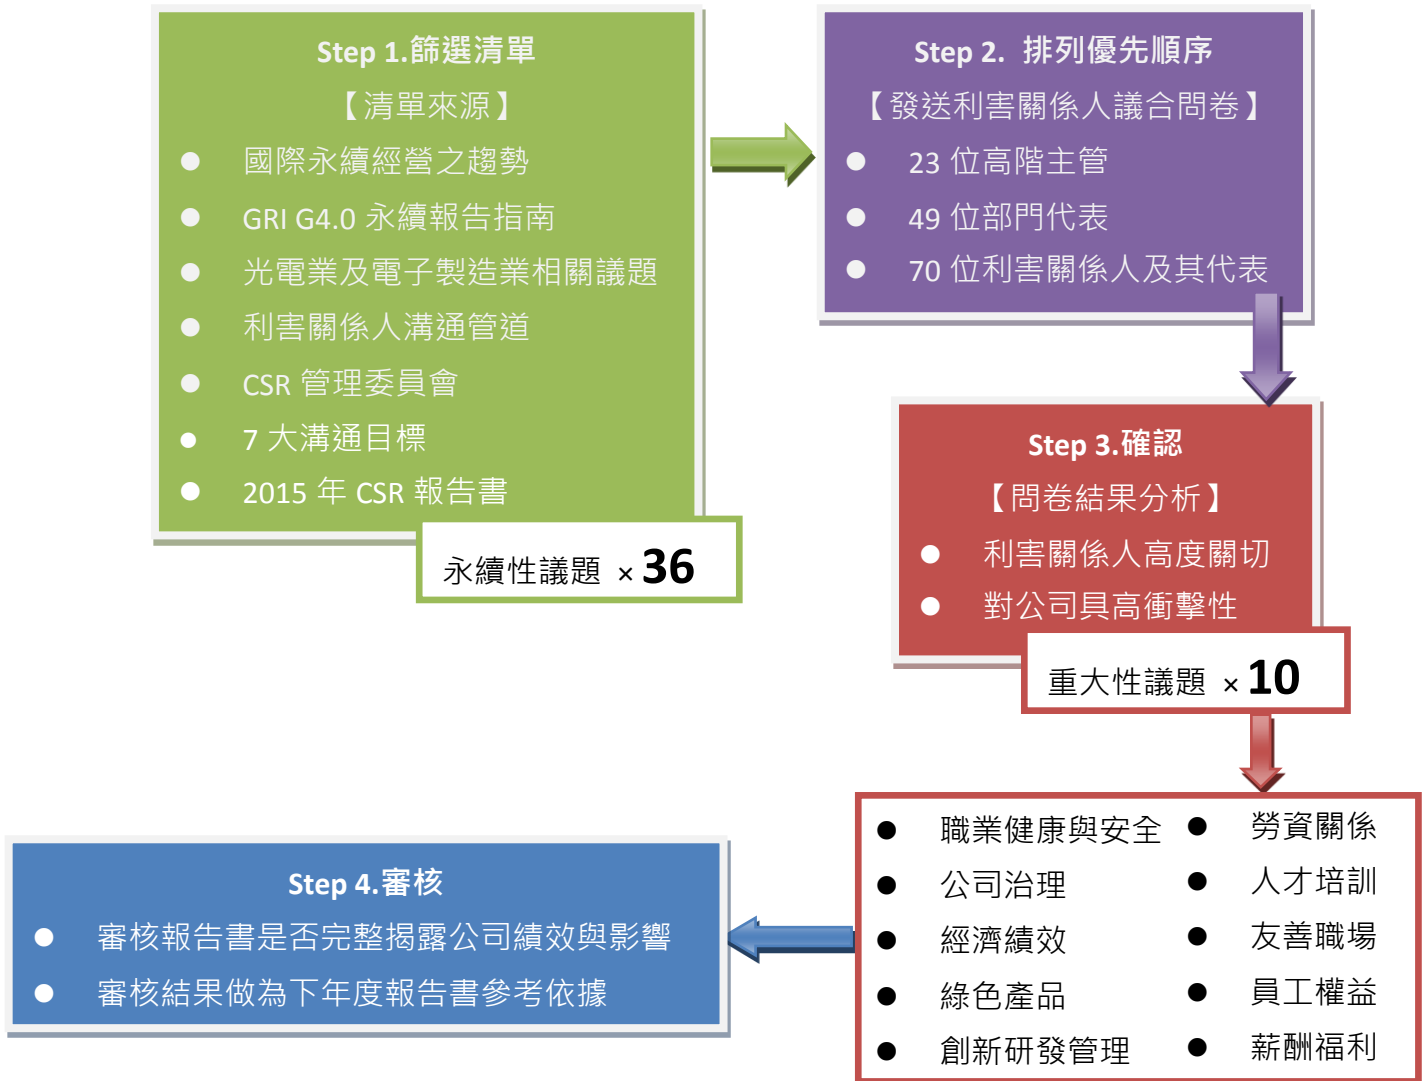 Step 1.篩選清單
【清單來源】
● 國際永續經營之趨勢
● GRI G4.0 永續報告指南
● 光電業及電子製造業相關議題
● 利害關係人溝通管道
● CSR 管理委員會
● 7 大溝通目標
● 2015 年 CSR 報告書
永續性議題 × 36
Step 2. 排列優先順序
【發送利害關係人議合問卷】
● 23 位高階主管
● 49 位部門代表
● 70 位利害關係人及其代表
Step 3.確認
【問卷結果分析】
● 利害關係人高度關切
● 對公司具高衝擊性
重大性議題 × 10
● 職業健康與安全
● 公司治理
● 經濟績效
● 綠色產品
● 創新研發管理
● 勞資關係
● 人才培訓
● 友善職場
● 員工權益
● 薪酬福利
Step 4.審核
● 審核報告書是否完整揭露公司績效與影響
● 審核結果做為下年度報告書參考依據